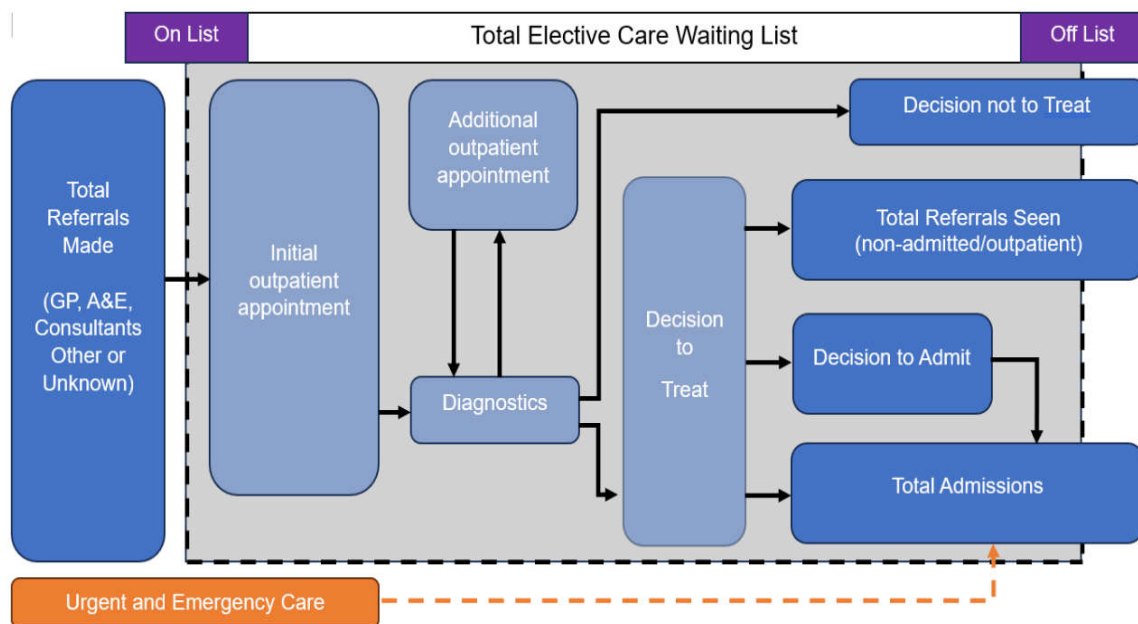 On List
Total Elective Care Waiting List
Off List
Total
Referrals
Made
(GP, A&E,
Consultants
Other or
Unknown)
Initial
outpatient
appointment
Additional
outpatient
appointment
Diagnostics
Decision
to
Treat
Decision not to Treat
Total Referrals Seen
(non-admitted/outpatient)
Decision to Admit
Total Admissions
Urgent and Emergency Care